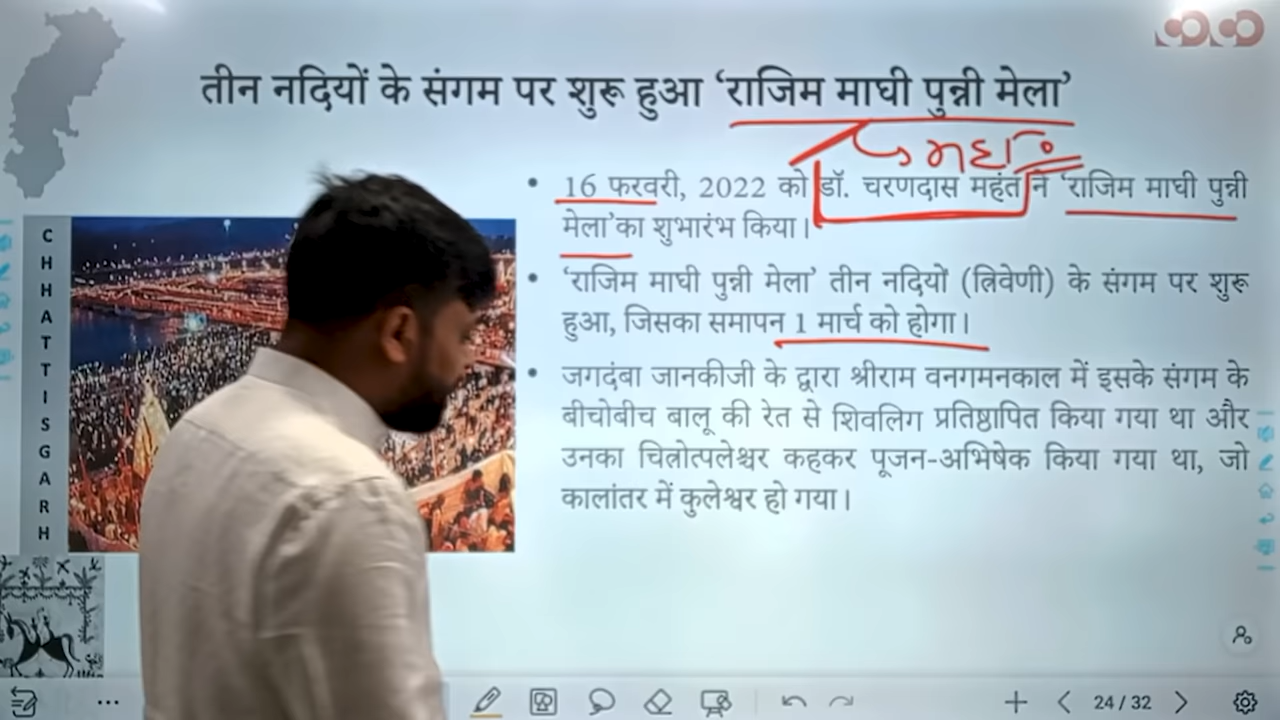 तीन नदियों के संगम पर शुरू हुआ ‘राजिम माघी पुन्नी मेला’
महा
• 16 फरवरी, 2022 को डॉ. चरणदास महंत ने ‘राजिम माघी पुन्नी
मेला’का शुभारंभ किया।
• ‘राजिम माघी पुन्नी मेला’ तीन नदियों (त्रिवेणी) के संगम पर शुरू
हुआ, जिसका समापन 1 मार्च को होगा।
• जगदंबा जानकीजी के द्वारा श्रीराम वनगमनकाल में इसके संगम के
बीचोबीच बालू की रेत से शिवलिंग प्रतिष्ठापित किया गया था और
उनका चित्रोत्पलेश्वर कहकर पूजन-अभिषेक किया गया था, जो
कालांतर में कुलेश्वर हो गया।
CHHATTISGARH
24 / 32